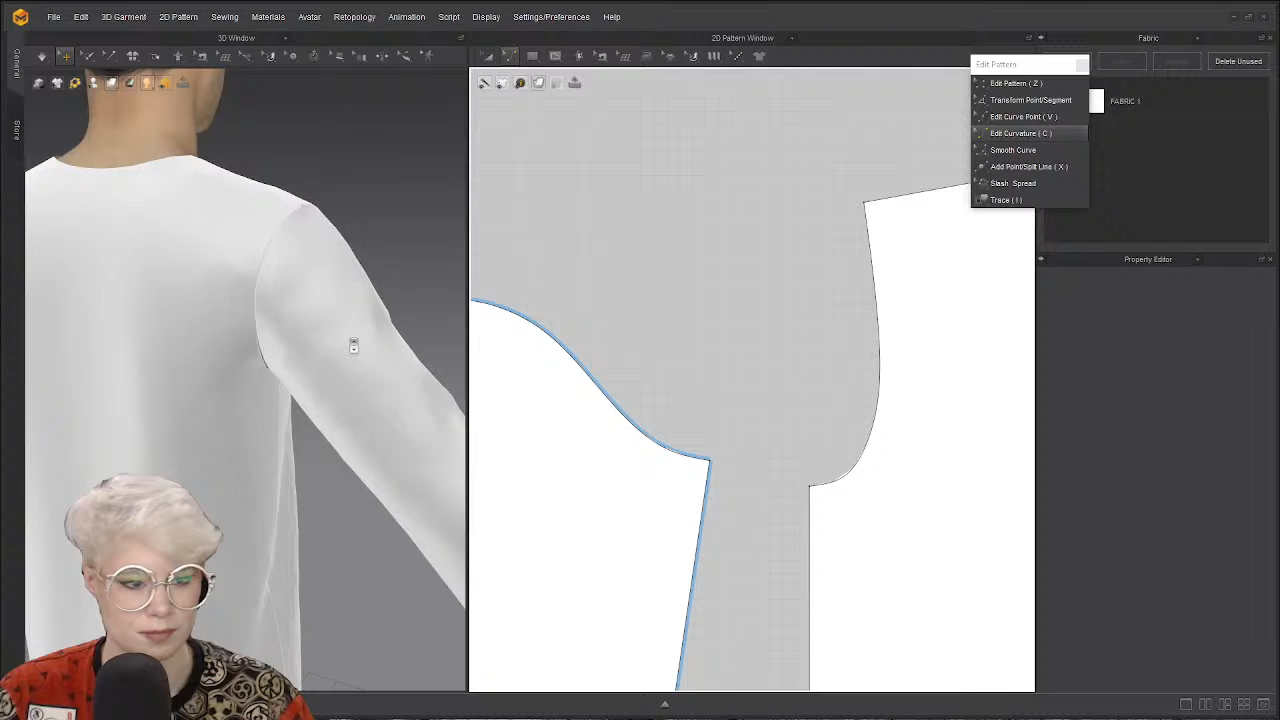 File Edit 3D Garment 2D Pattern Sewing Materials Avatar Retopology Animation Script Display Settings/Preferences Help
3D Window
2D Pattern Window
Fabric
Delete Unused
FABRIC 1
Store
Edit Pattern
Edit Pattern ( Z )
Transform Point/Segment
Edit Curve Point ( V )
Edit Curvature ( C )
Smooth Curve
Add Point/Split Line ( X )
Slash Spread
Trace ( I )
Property Editor